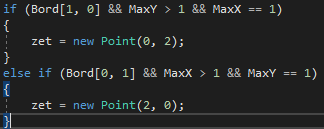 if (Bord[1, 0] && MaxY > 1 && MaxX == 1)
{
    zet = new Point(0, 2);
}
else if (Bord[0, 1] && MaxX > 1 && MaxY == 1)
{
    zet = new Point(2, 0);
}